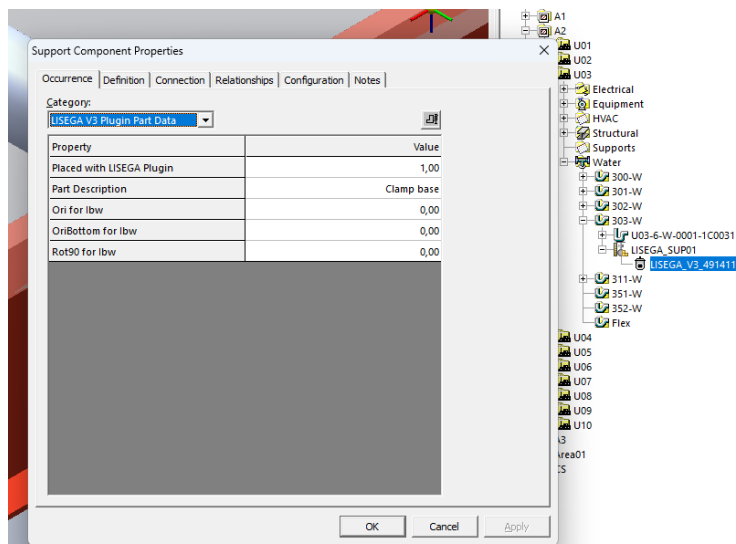 Support Component Properties
Occurrence
Definition
Connection
Relationships
Configuration
Notes
Category:
LISEGA V3 Plugin Part Data
Property Value
Placed with LISEGA Plugin 1,00
Part Description Clamp base
Ori for lbw 0,00
OriBottom for lbw 0,00
Rot90 for lbw 0,00
OK
Cancel
Apply
A1
A2
U01
U02
U03
Electrical
Equipment
HVAC
Structural
Supports
Water
300-W
301-W
302-W
303-W
U03-6-W-0001-1C0031
LISEGA_SUP01
LISEGA_V3_491411
311-W
351-W
352-W
Flex
U04
U05
U06
U07
U08
U09
U10
A3
Area01
CS